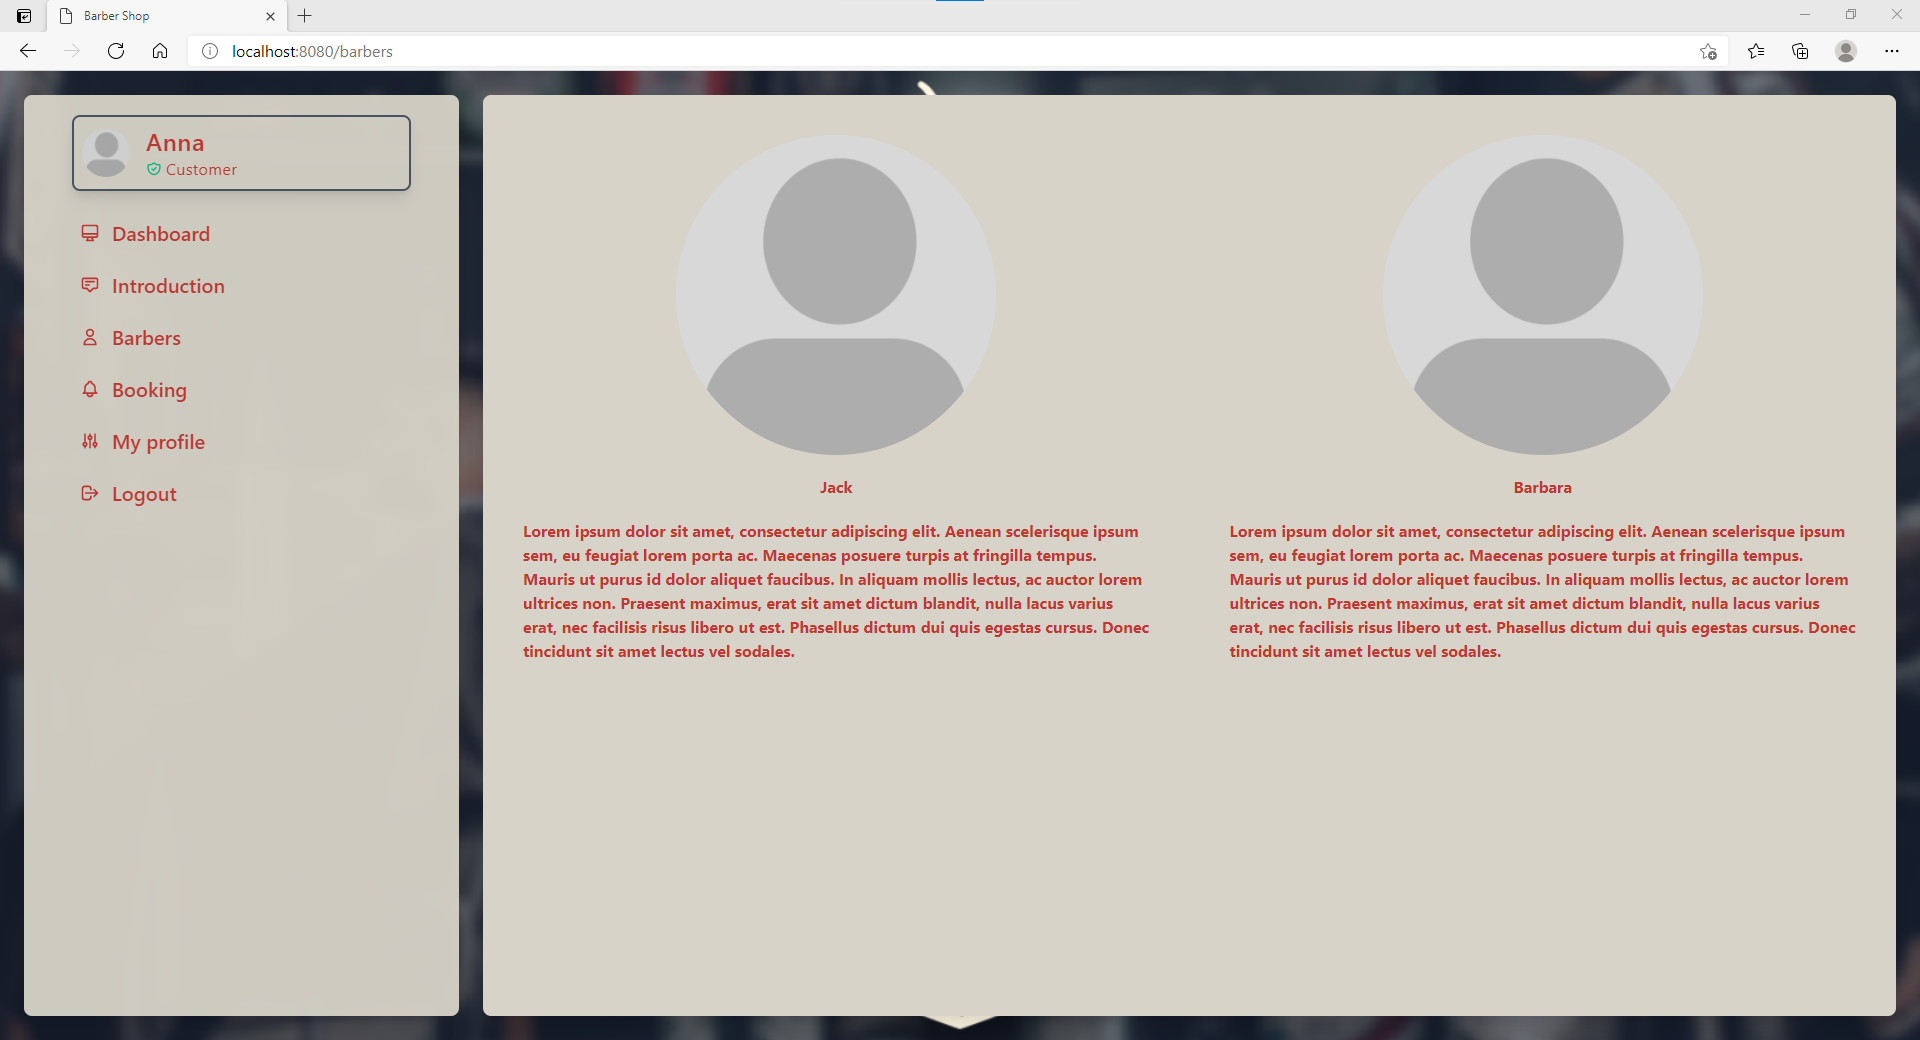 Barber Shop
localhost:8080/barbers
Anna
Customer
Dashboard
Introduction
Barbers
Booking
My profile
Logout
Jack
Lorem ipsum dolor sit amet, consectetur adipiscing elit. Aenean scelerisque ipsum
sem, eu feugiat lorem porta ac. Maecenas posuere turpis at fringilla tempus.
Mauris ut purus id dolor aliquet faucibus. In aliquam mollis lectus, ac auctor lorem
ultrices non. Praesent maximus, erat sit amet dictum blandit, nulla lacus varius
erat, nec facilisis risus libero ut est. Phasellus dictum dui quis egestas cursus. Donec
tincidunt sit amet lectus vel sodales.
Barbara
Lorem ipsum dolor sit amet, consectetur adipiscing elit. Aenean scelerisque ipsum
sem, eu feugiat lorem porta ac. Maecenas posuere turpis at fringilla tempus.
Mauris ut purus id dolor aliquet faucibus. In aliquam mollis lectus, ac auctor lorem
ultrices non. Praesent maximus, erat sit amet dictum blandit, nulla lacus varius
erat, nec facilisis risus libero ut est. Phasellus dictum dui quis egestas cursus. Donec
tincidunt sit amet lectus vel sodales.